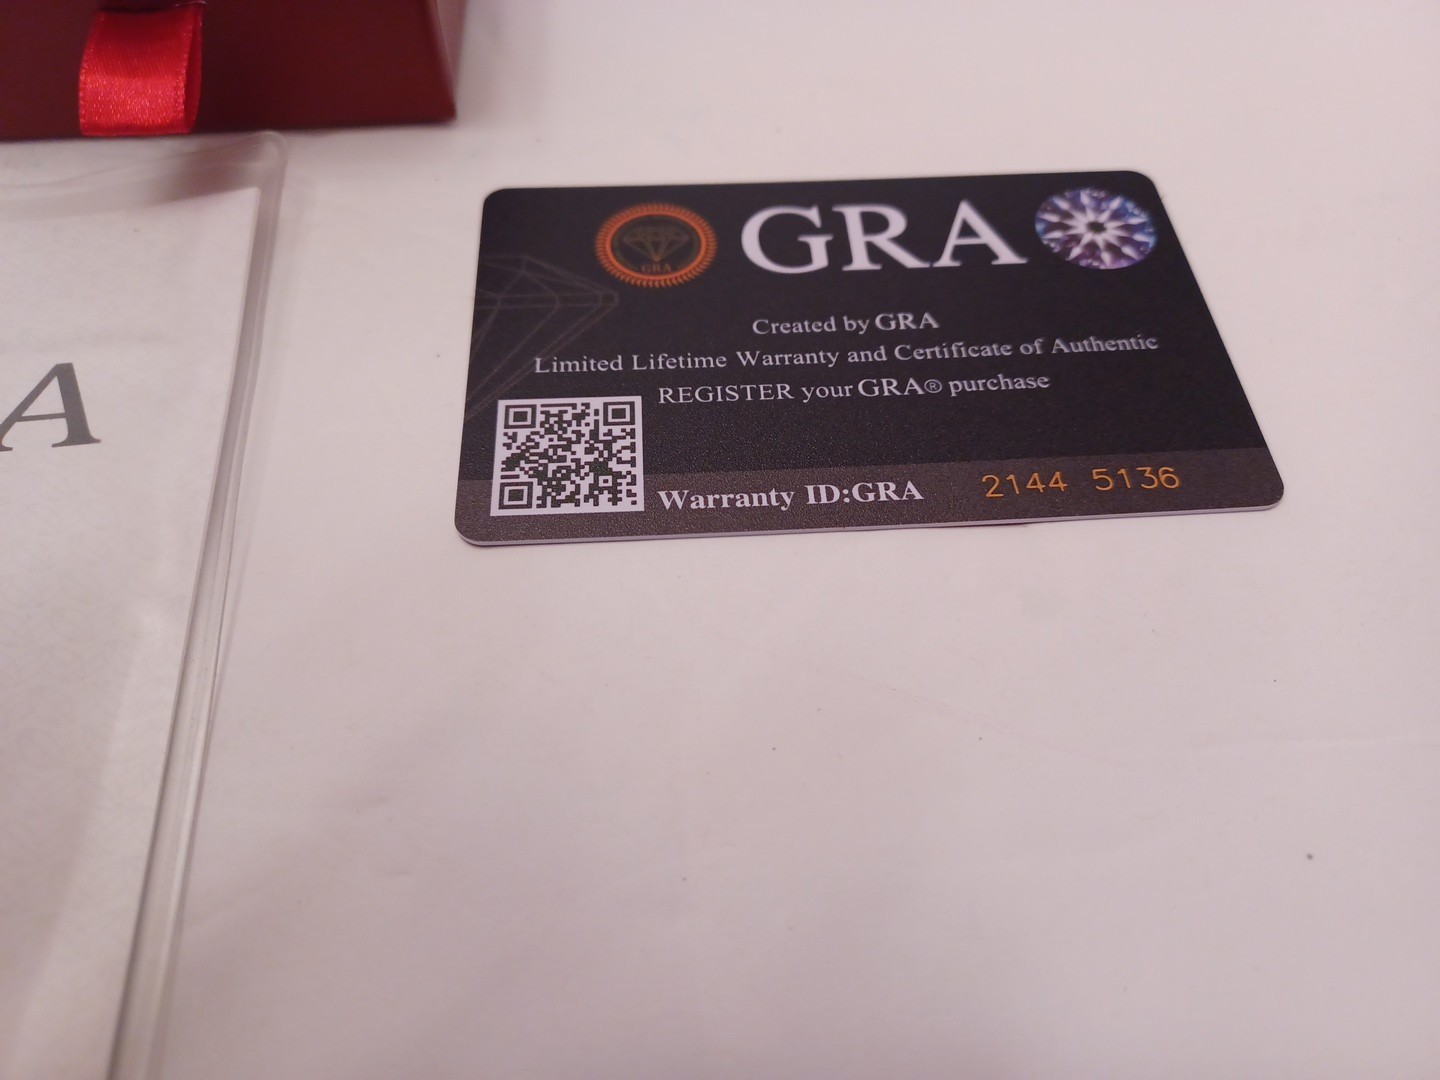 GRA
GRA
Created by GRA
Limited Lifetime Warranty and Certificate of Authentic
REGISTER your GRA® purchase
Warranty ID:GRA 2144 5136
A